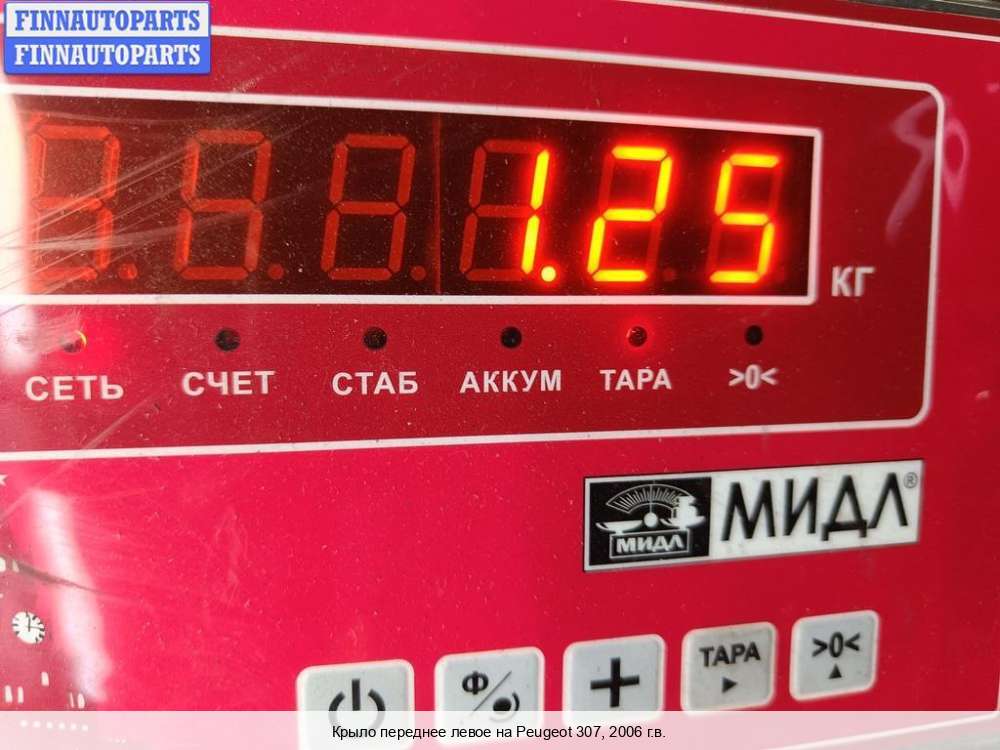 FINNAUTOPARTS
FINNAUTOPARTS
1.25
КГ
СЕТЬ СЧЕТ СТАБ АККУМ ТАРА >0<
МИДЛ®
МИДЛ
Ф ТАРА >0<
Крыло переднее левое на Peugeot 307, 2006 г.в.